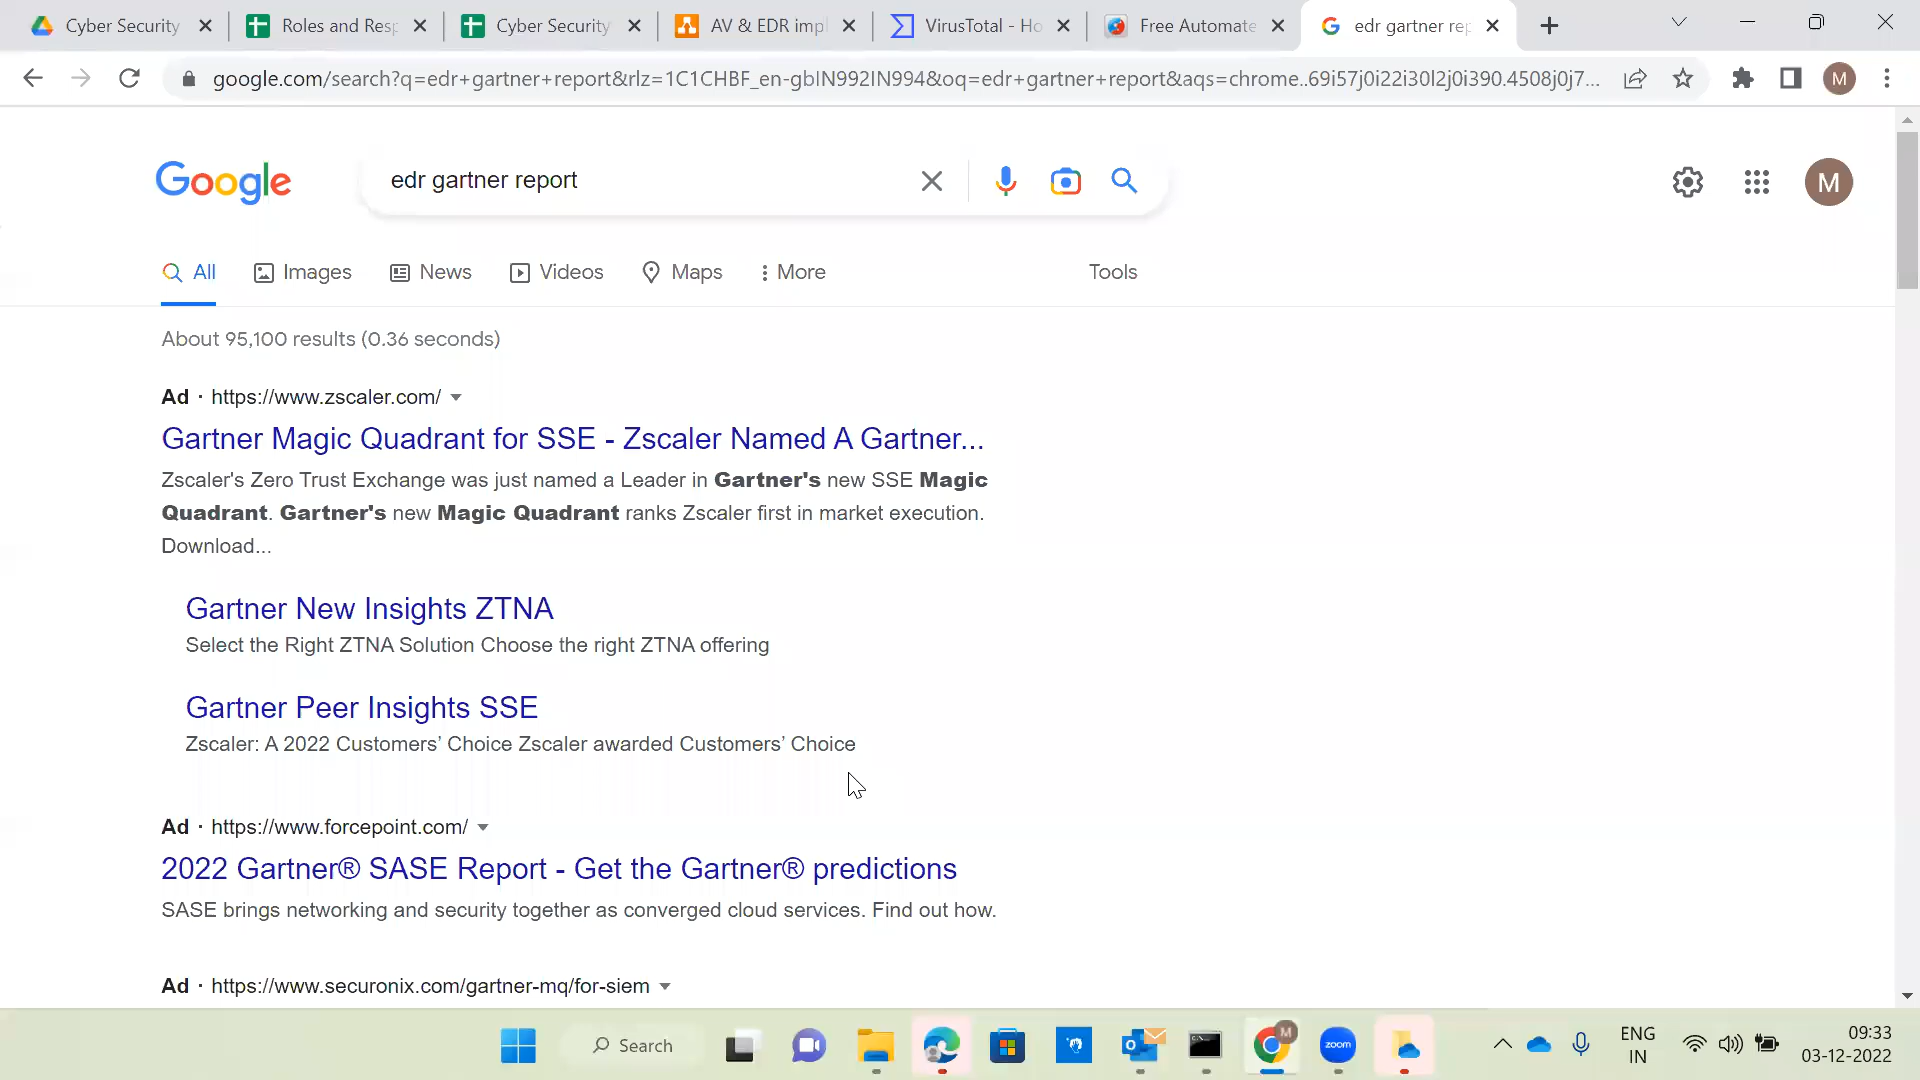 Cyber Security
Roles and Resp
Cyber Security
AV & EDR impl
VirusTotal - Ho
Free Automate
edr gartner rep
google.com/search?q=edr+gartner+report&rlz=1C1CHBF_en-gbIN992IN994&oq=edr+gartner+report&aqs=chrome..69i57j0i22i30l2j0i390.4508j0j7...
M
Google
edr gartner report
M
All
Images
News
Videos
Maps
More
Tools
About 95,100 results (0.36 seconds)
Ad · https://www.zscaler.com/
Gartner Magic Quadrant for SSE - Zscaler Named A Gartner...
Zscaler's Zero Trust Exchange was just named a Leader in Gartner's new SSE Magic
Quadrant. Gartner's new Magic Quadrant ranks Zscaler first in market execution.
Download...
Gartner New Insights ZTNA
Select the Right ZTNA Solution Choose the right ZTNA offering
Gartner Peer Insights SSE
Zscaler: A 2022 Customers' Choice Zscaler awarded Customers' Choice
Ad · https://www.forcepoint.com/
2022 Gartner® SASE Report - Get the Gartner® predictions
SASE brings networking and security together as converged cloud services. Find out how.
Ad · https://www.securonix.com/gartner-mq/for-siem
Search
M
zoom
ENG
IN
09:33
03-12-2022